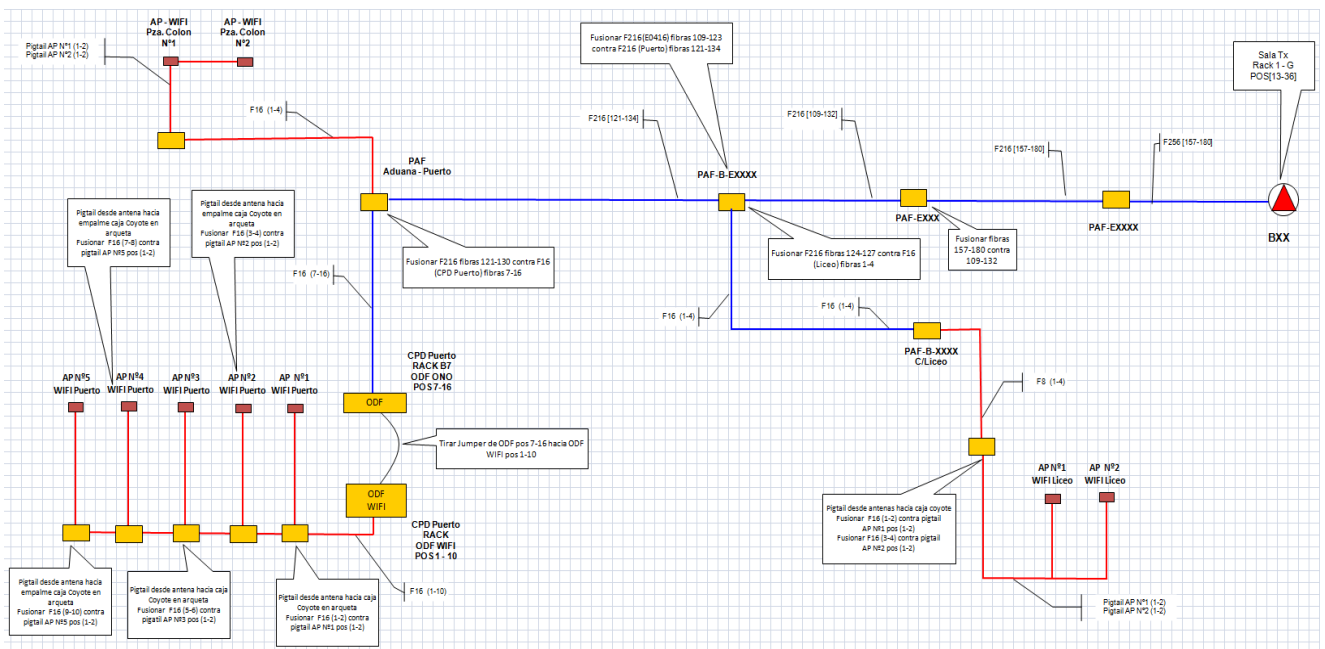 AP - WIFI
Pza. Colon
Nº1
AP - WIFI
Pza. Colon
Nº2
Pigtail AP Nº1 (1-2)
Pigtail AP Nº2 (1-2)
F16 (1-4)
PAF
Aduana - Puerto
Fusionar F216(E0416) fibras 109-123
contra F216 (Puerto) fibras 121-134
Sala Tx
Rack 1 - G
POS[13-36]
F216 [121-134]
F216 [109-132]
F216 [157-180]
F256 [157-180]
PAF-B-EXXXX
PAF-EXXX
PAF-EXXXX
BXX
Pigtail desde antena hacia
empalme caja Coyote en
arqueta
Fusionar F16 (7-8) contra
pigtail AP Nº5 pos (1-2)
Pigtail desde antena hacia
empalme caja Coyote en
arqueta
Fusionar F16 (3-4) contra
pigtail AP Nº2 pos (1-2)
Fusionar F216 fibras 121-130 contra F16
(CPD Puerto) fibras 7-16
Fusionar F216 fibras 124-127 contra F16
(Liceo) fibras 1-4
Fusionar fibras
157-180 contra
109-132
F16 (7-16)
F16 (1-4)
F16 (1-4)
PAF-B-XXXX
C/Liceo
F8 (1-4)
CPD Puerto
RACK B7
ODF ONO
POS 7-16
AP Nº5
WIFI Puerto
AP Nº4
WIFI Puerto
AP Nº3
WIFI Puerto
AP Nº2
WIFI Puerto
AP Nº1
WIFI Puerto
ODF
Tirar Jumper de ODF pos 7-16 hacia ODF
WIFI pos 1-10
ODF
WIFI
CPD Puerto
RACK
ODF WIFI
POS 1 - 10
F16 (1-10)
AP Nº1
WIFI Liceo
AP Nº2
WIFI Liceo
Pigtail desde antenas hacia caja coyote
Fusionar F16 (1-2) contra pigtail
AP Nº1 pos (1-2)
Fusionar F16 (3-4) contra pigtail
AP Nº2 pos (1-2)
Pigtail AP Nº1 (1-2)
Pigtail AP Nº2 (1-2)
Pigtail desde antena hacia
empalme caja Coyote en
arqueta
Fusionar F16 (9-10) contra
pigtail AP Nº5 pos (1-2)
Pigtail desde antena hacia caja
Coyote en arqueta
Fusionar F16 (5-6) contra
pigatil AP Nº3 pos (1-2)
Pigtail desde antena hacia caja
Coyote en arqueta
Fusionar F16 (1-2) contra
pigtail AP Nº1 pos (1-2)